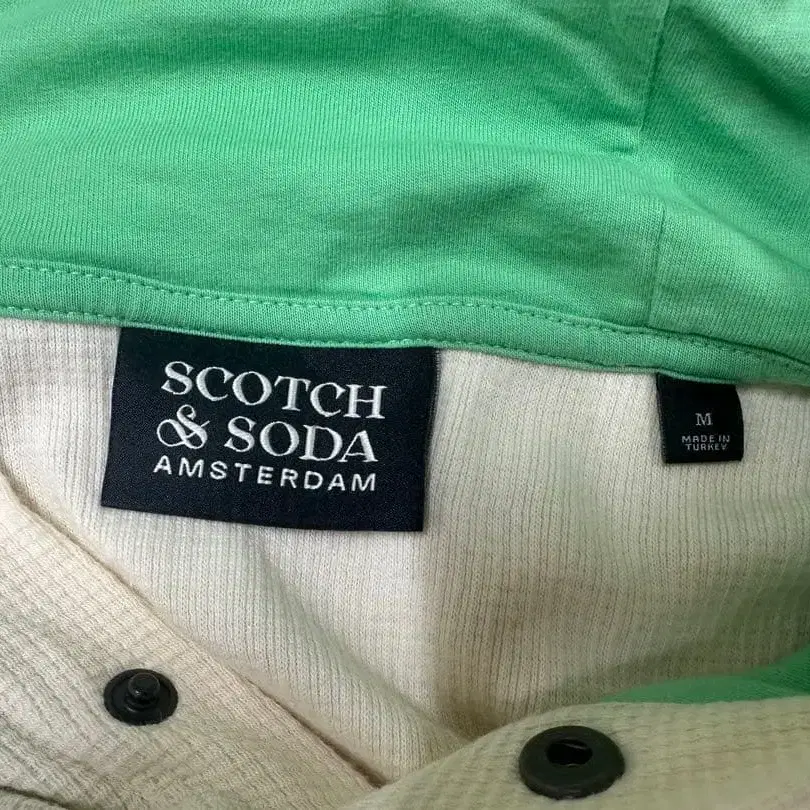 SCOTCH
& SODA
AMSTERDAM
M
MADE IN
TURKEY